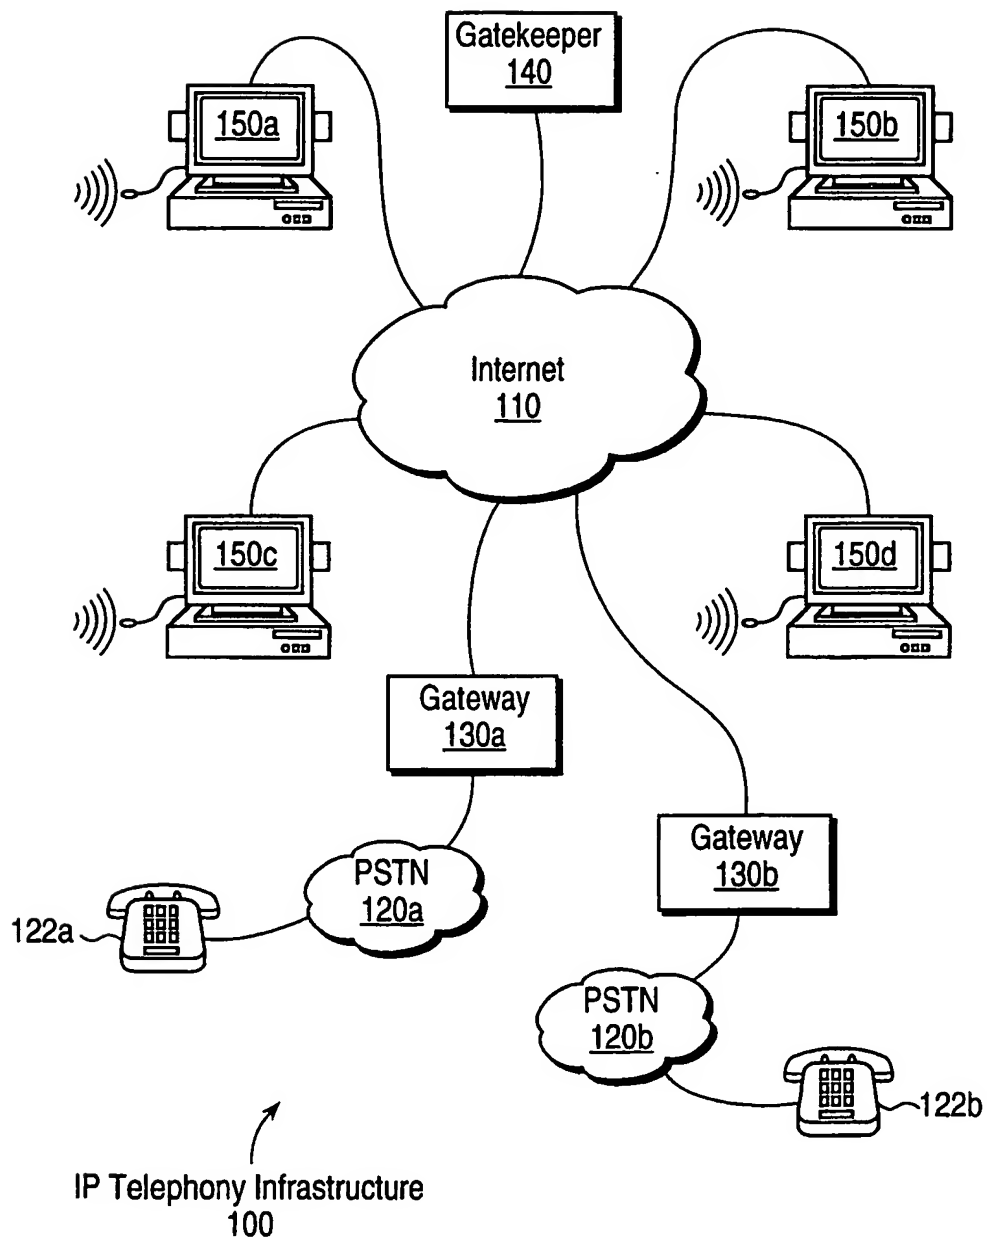 Gatekeeper
140
150a
150b
Internet
110
150c
150d
Gateway
130a
Gateway
130b
PSTN
120a
122a
PSTN
120b
122b
IP Telephony Infrastructure
100